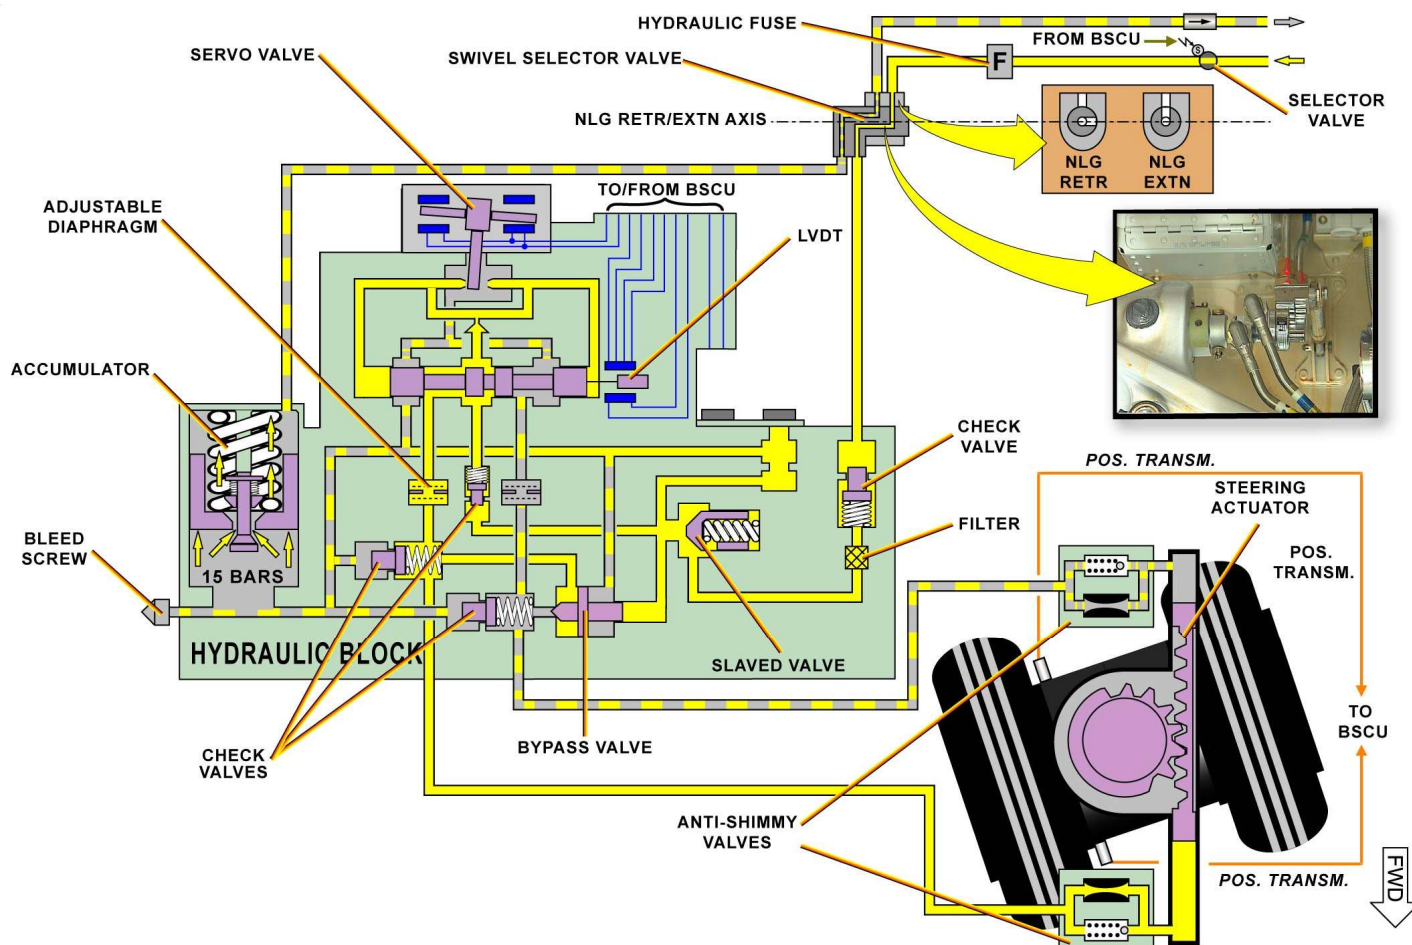 HYDRAULIC FUSE
SERVO VALVE
SWIVEL SELECTOR VALVE
FROM BSCU
S
F
SELECTOR
VALVE
NLG RETR/EXTN AXIS
NLG
RETR
NLG
EXTN
TO/FROM BSCU
ADJUSTABLE
DIAPHRAGM
LVDT
ACCUMULATOR
CHECK
VALVE
POS. TRANSM.
STEERING
ACTUATOR
FILTER
BLEED
SCREW
15 BARS
POS.
TRANSM.
HYDRAULIC BLOCK
SLAVED VALVE
CHECK
VALVES
BYPASS VALVE
TO
BSCU
ANTI-SHIMMY
VALVES
POS. TRANSM.
FWD